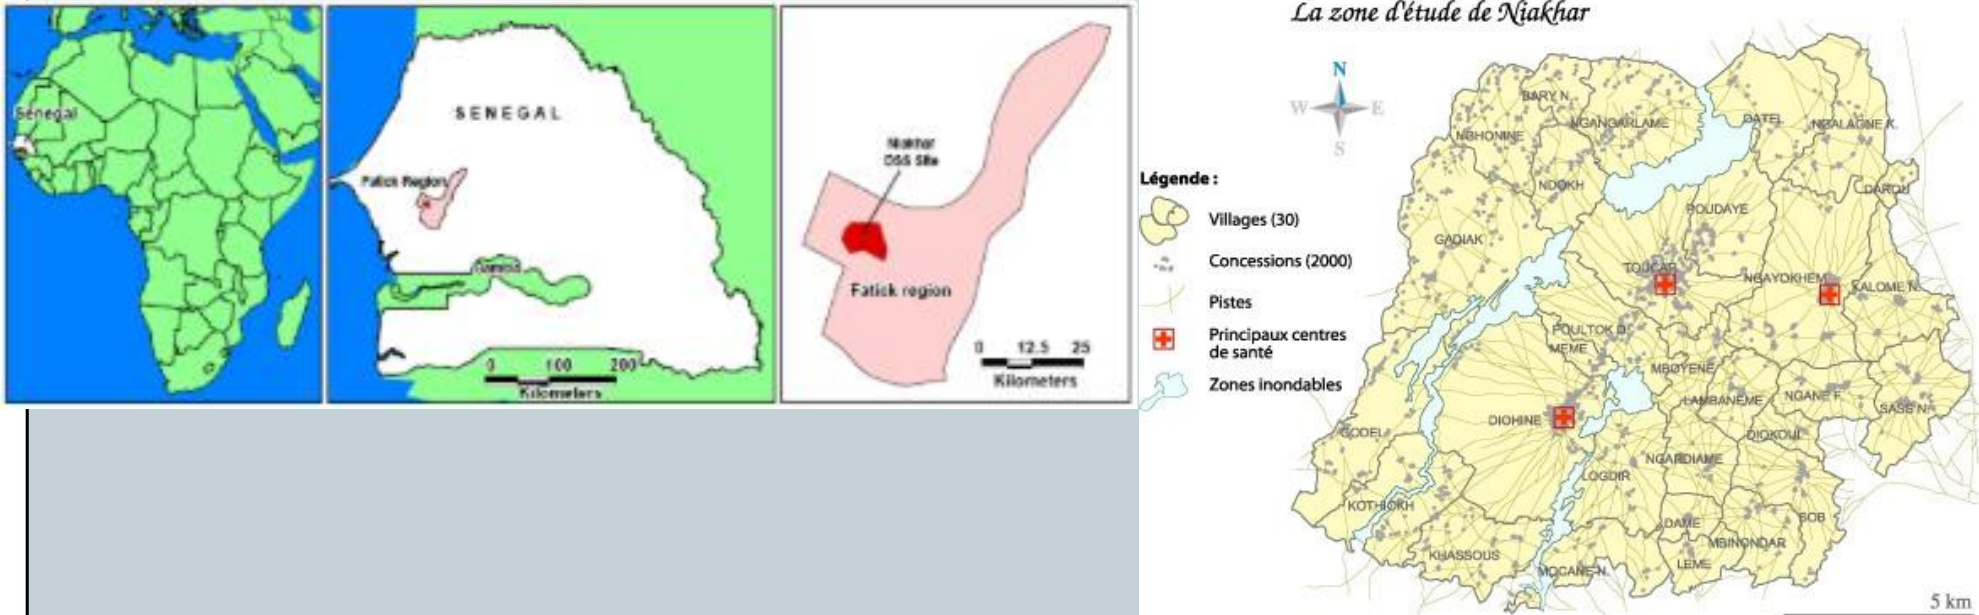 Senegal
SENEGAL
Fatick Region
Gambia
0 100 200
Kilometers
Niakhar
DSS Site
Fatick region
0 12.5 25
Kilometers
La zone d'étude de Niakhar
N
W E
S
Légende :
Villages (30)
Concessions (2000)
Pistes
Principaux centres
de santé
Zones inondables
BARY N.
NGHONINE
NGANGARLAME
DATEL
NGALAGNE K.
NDOKH
DAROU
POUDAYE
GADIAK
TOUCAR
NGAYOKHEM
KALOME N.
POULTOK D.
MEME
MBOYENE
LAMBANEME
NGANE F.
SASS N.
DIOHINE
GODEL
DIOKOUL
NGARDIAME
LOGDIR
KOTHIOKH
SOB
DAME
MBINONDAR
KHASSOUS
LEME
MOCANE N.
5 km